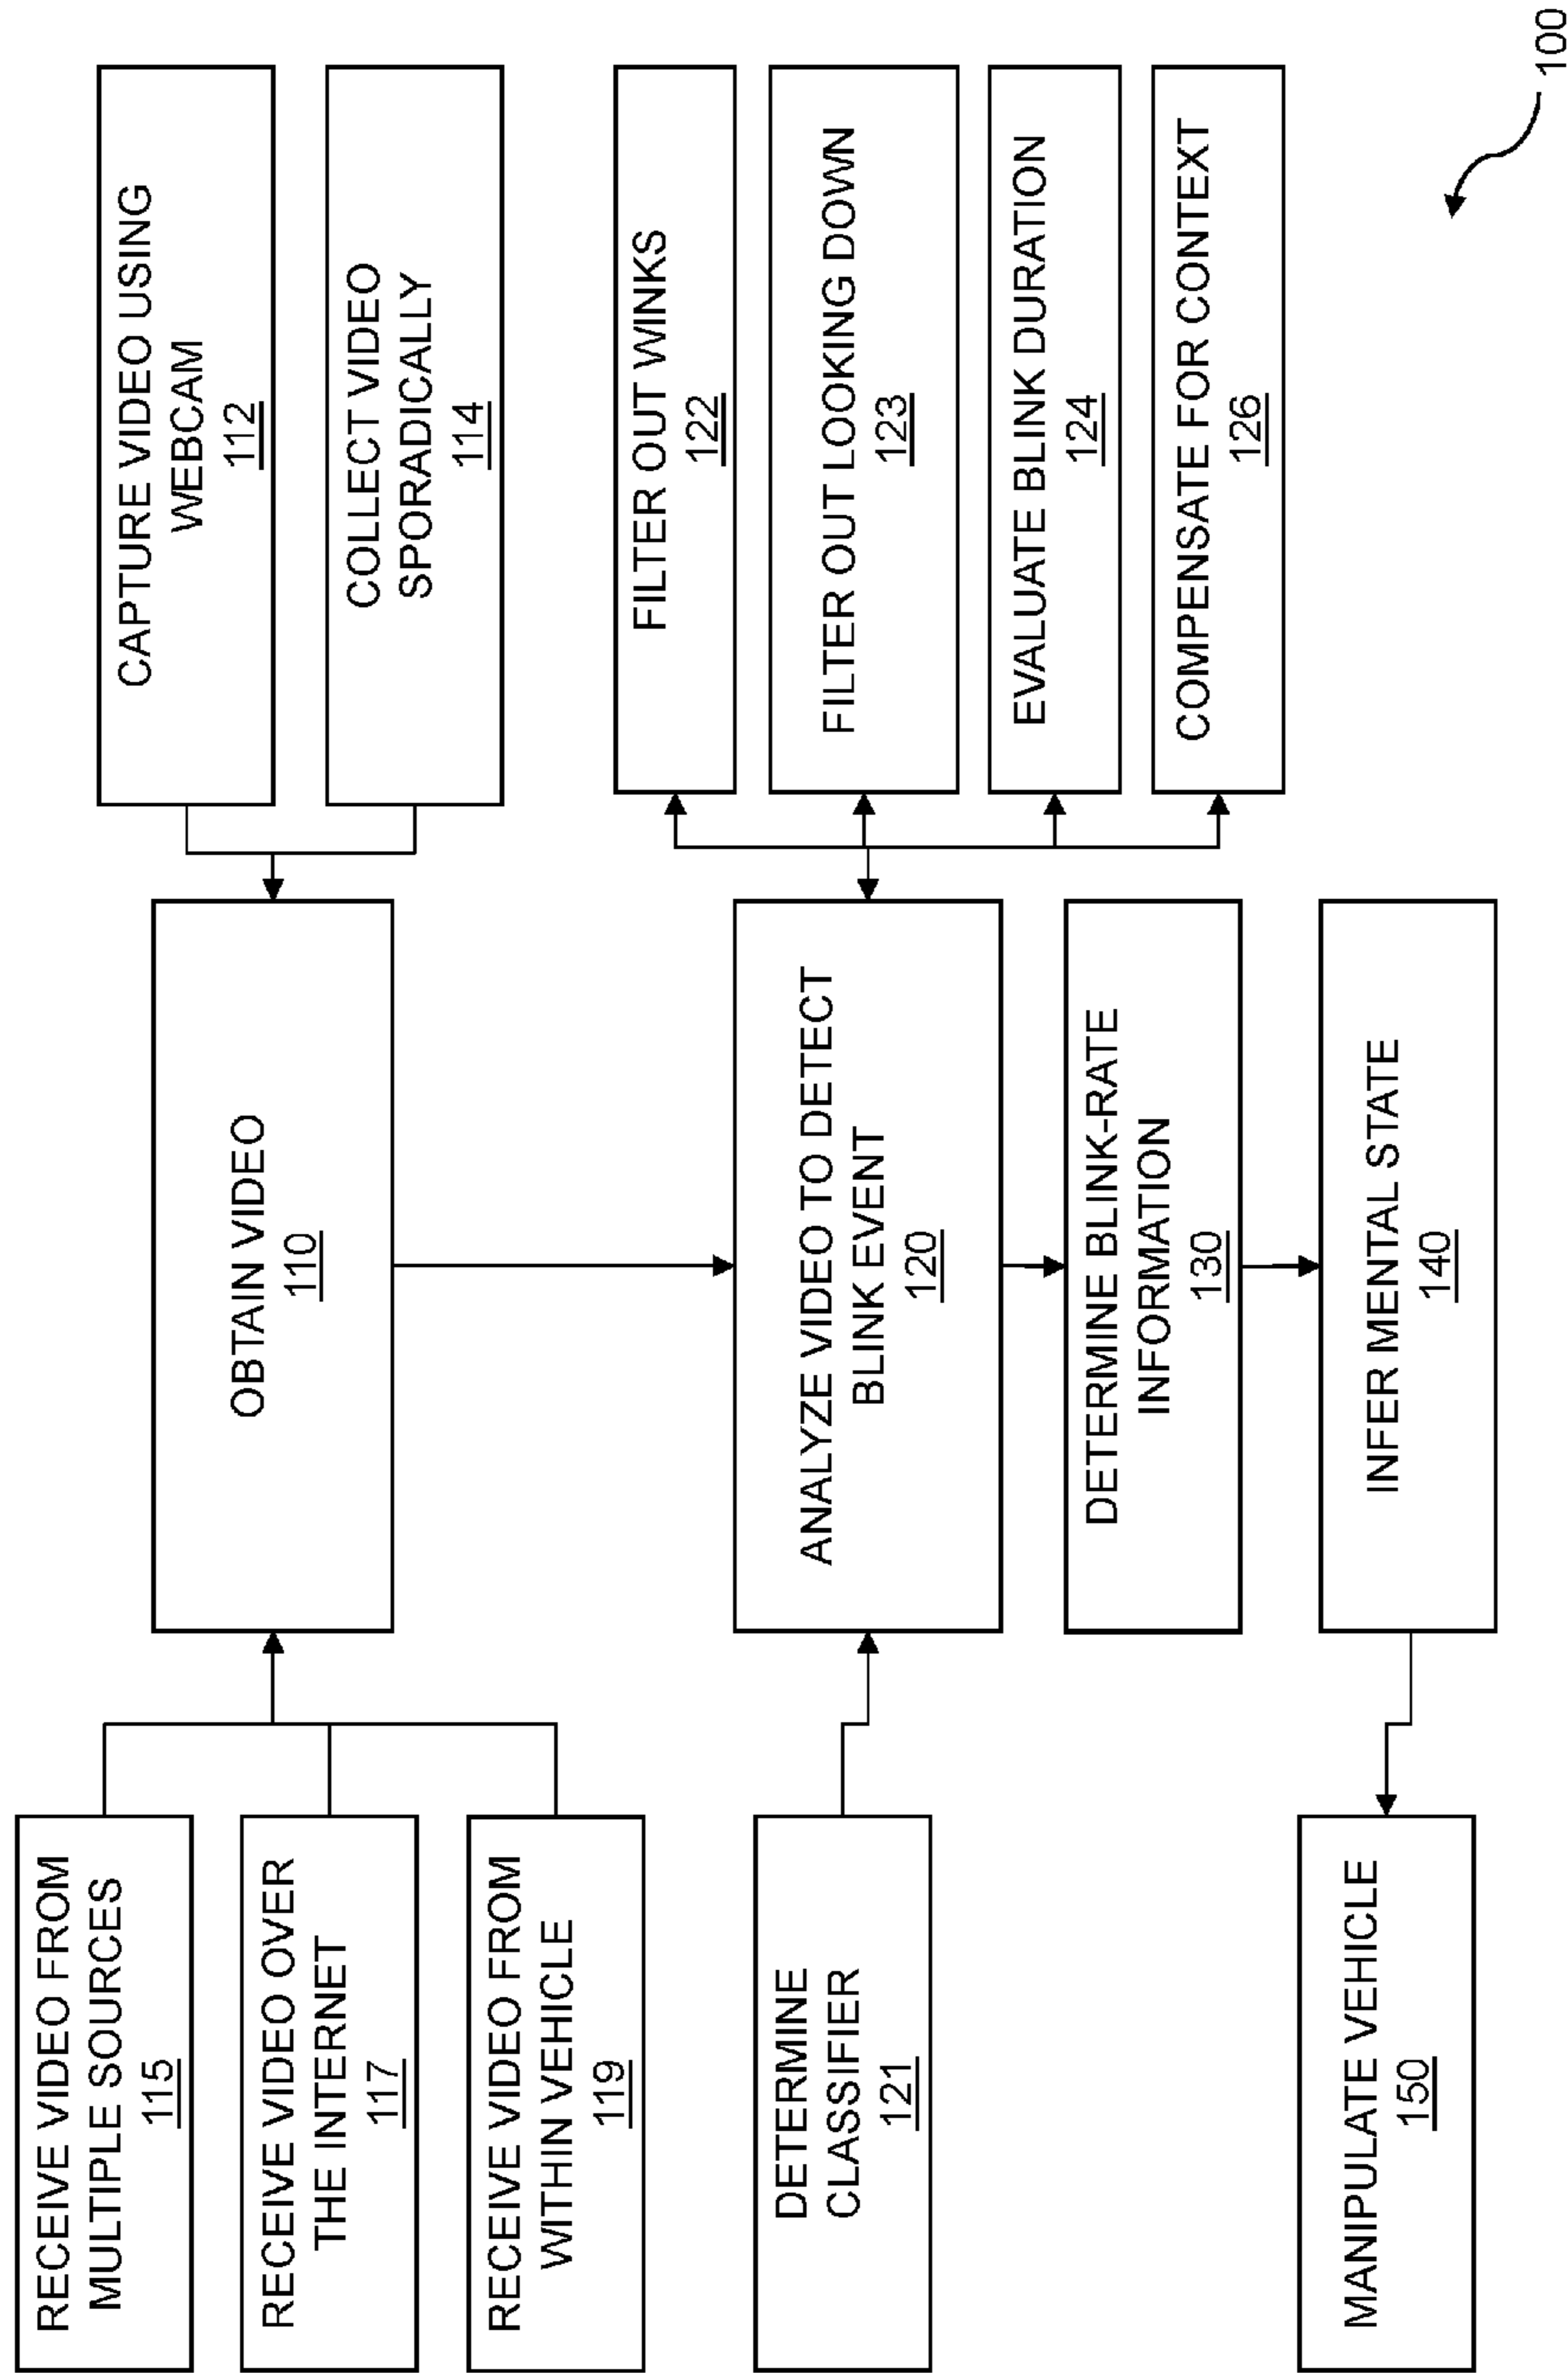 RECEIVE VIDEO FROM
MULTIPLE SOURCES
115
RECEIVE VIDEO OVER
THE INTERNET
117
RECEIVE VIDEO FROM
WITHIN VEHICLE
119
OBTAIN VIDEO
110
CAPTURE VIDEO USING
WEBCAM
112
COLLECT VIDEO
SPORADICALLY
114
DETERMINE
CLASSIFIER
121
ANALYZE VIDEO TO DETECT
BLINK EVENT
120
FILTER OUT WINKS
122
FILTER OUT LOOKING DOWN
123
EVALUATE BLINK DURATION
124
COMPENSATE FOR CONTEXT
126
DETERMINE BLINK-RATE
INFORMATION
130
INFER MENTAL STATE
140
MANIPULATE VEHICLE
150
100